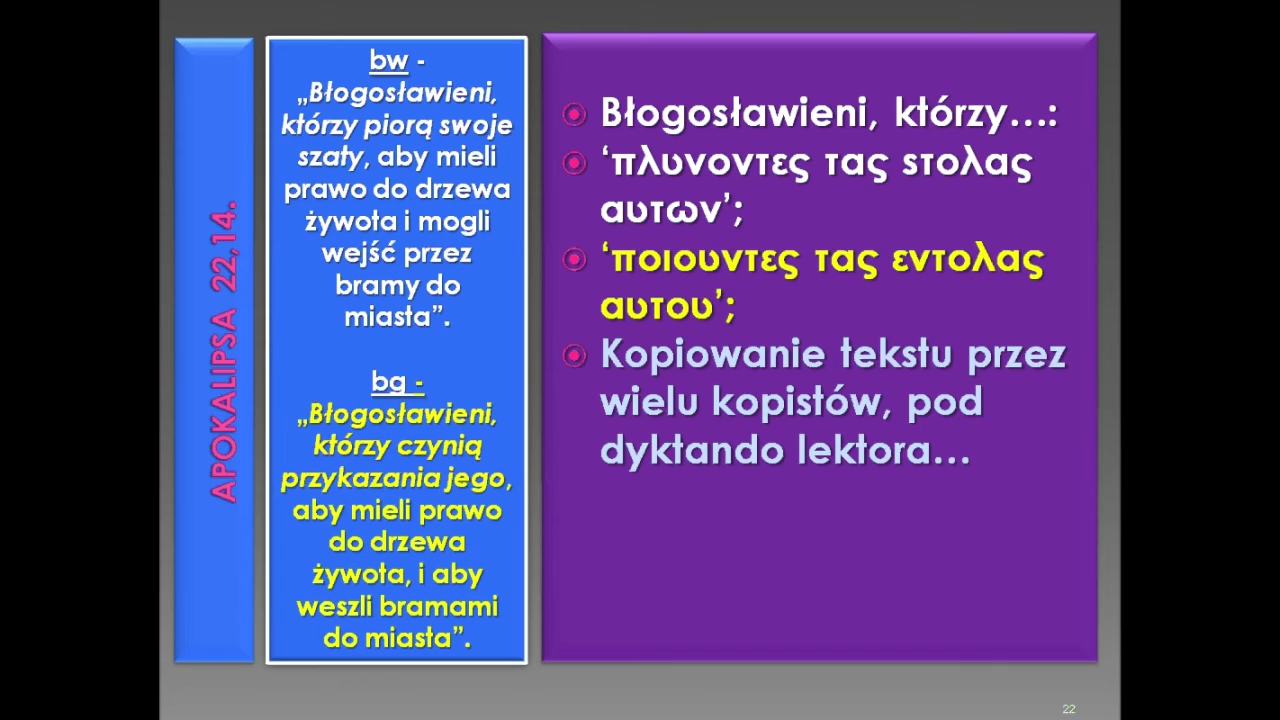 APOKALIPSA 22,14.
bw -
„Błogosławieni,
którzy piorą swoje
szaty, aby mieli
prawo do drzewa
żywota i mogli
wejść przez
bramy do
miasta”.
bg -
„Błogosławieni,
którzy czynią
przykazania jego,
aby mieli prawo
do drzewa
żywota, i aby
weszli bramami
do miasta”.
Błogosławieni, którzy…:
‘πλυνοντες τας sτολας
αυτων’;
‘ποιουντες τας εντολας
αυτου’;
Kopiowanie tekstu przez
wielu kopistów, pod
dyktando lektora…
22